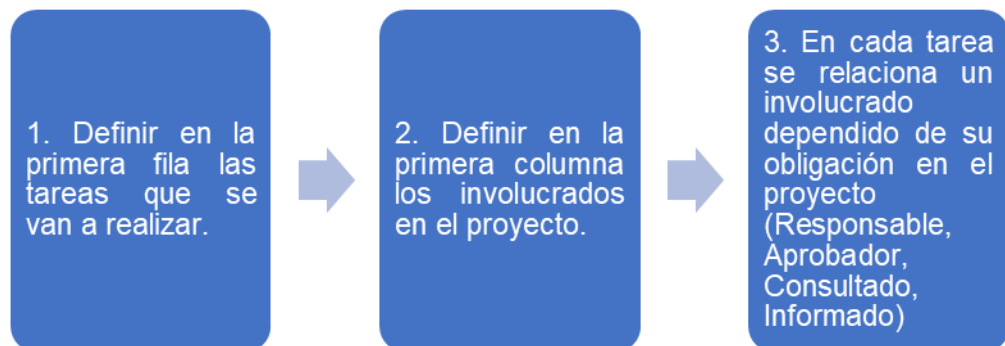 1. Definir en la
primera fila las
tareas que se
van a realizar.
2. Definir en la
primera columna
los involucrados
en el proyecto.
3. En cada tarea
se relaciona un
involucrado
dependido de su
obligación en el
proyecto
(Responsable,
Aprobador,
Consultado,
Informado)